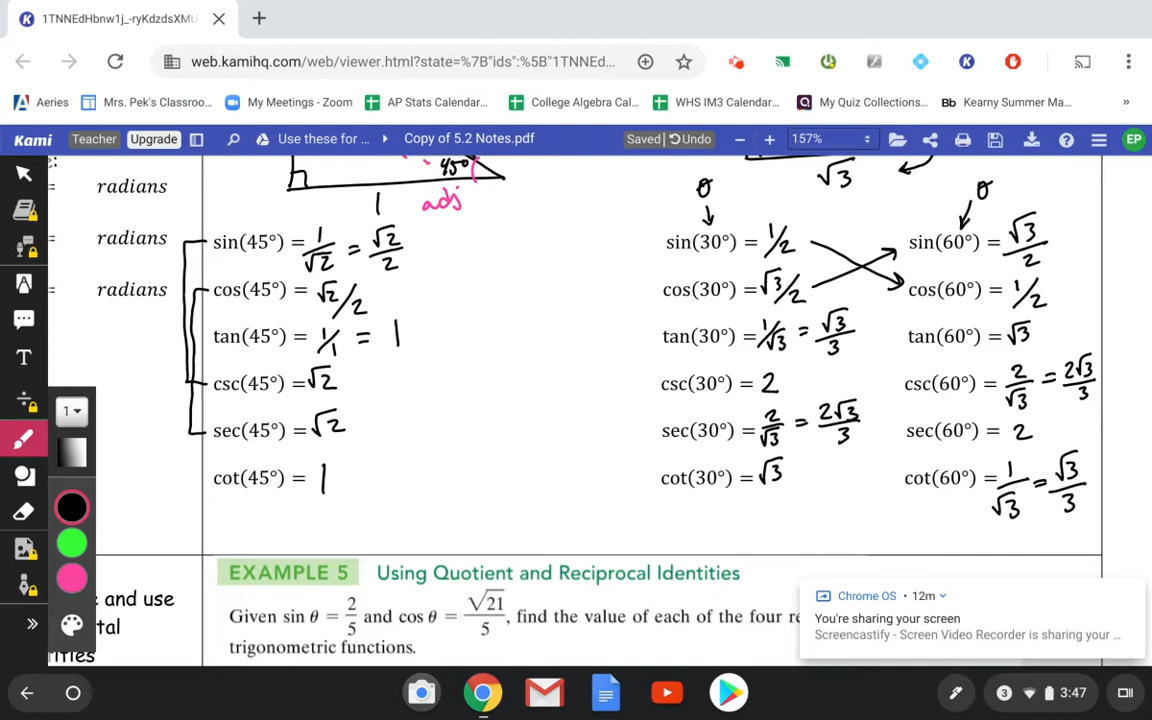 1TNNEdHbnw1j_-ryKdzdsXMU
web.kamihq.com/web/viewer.html?state=%7B"ids":%5B"1TNNEd...
Aeries Mrs. Pek's Classroo... My Meetings - Zoom AP Stats Calendar... College Algebra Cal... WHS IM3 Calendar... My Quiz Collections... Bb Kearny Summer Ma... »
Kami Teacher Upgrade Use these for ... Copy of 5.2 Notes.pdf Saved Undo 157% EP
45°
1 adj
√3
= radians
= radians
= radians
θ θ
sin(45°) = 1/√2 = √2/2 sin(30°) = 1/2 sin(60°) = √3/2
cos(45°) = √2/2 cos(30°) = √3/2 cos(60°) = 1/2
tan(45°) = 1/1 = 1 tan(30°) = 1/√3 = √3/3 tan(60°) = √3
csc(45°) = √2 csc(30°) = 2 csc(60°) = 2/√3 = 2√3/3
sec(45°) = √2 sec(30°) = 2/√3 = 2√3/3 sec(60°) = 2
cot(45°) = 1 cot(30°) = √3 cot(60°) = 1/√3 = √3/3
EXAMPLE 5 Using Quotient and Reciprocal Identities
Given sin θ = 2/5 and cos θ = √21/5, find the value of each of the four re
trigonometric functions.
and use
tal
tities
1
T
Chrome OS • 12m
You're sharing your screen
Screencastify - Screen Video Recorder is sharing your ...
3 3:47